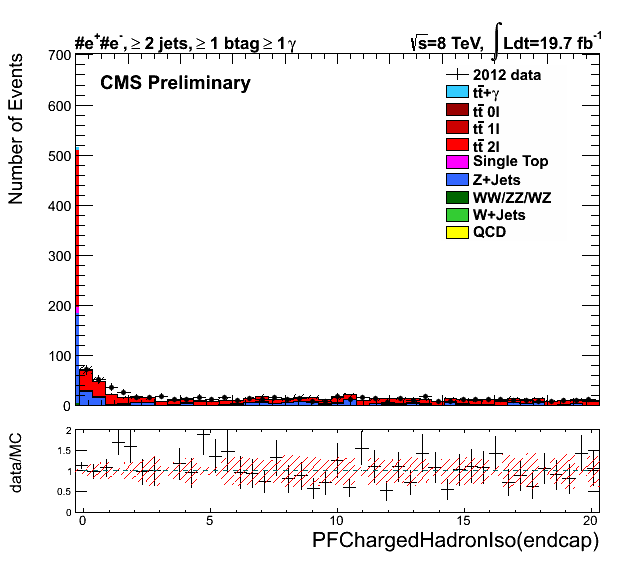 #e⁺#e⁻, ≥ 2 jets, ≥ 1 btag ≥ 1 γ
√s=8 TeV, ∫ Ldt=19.7 fb⁻¹
Number of Events
700
600
500
400
300
200
100
0
CMS Preliminary
2012 data
tt̄+γ
tt̄ 0l
tt̄ 1l
tt̄ 2l
Single Top
Z+Jets
WW/ZZ/WZ
W+Jets
QCD
data/MC
2
1.5
1
0.5
0
0 5 10 15 20
PFChargedHadronIso(endcap)